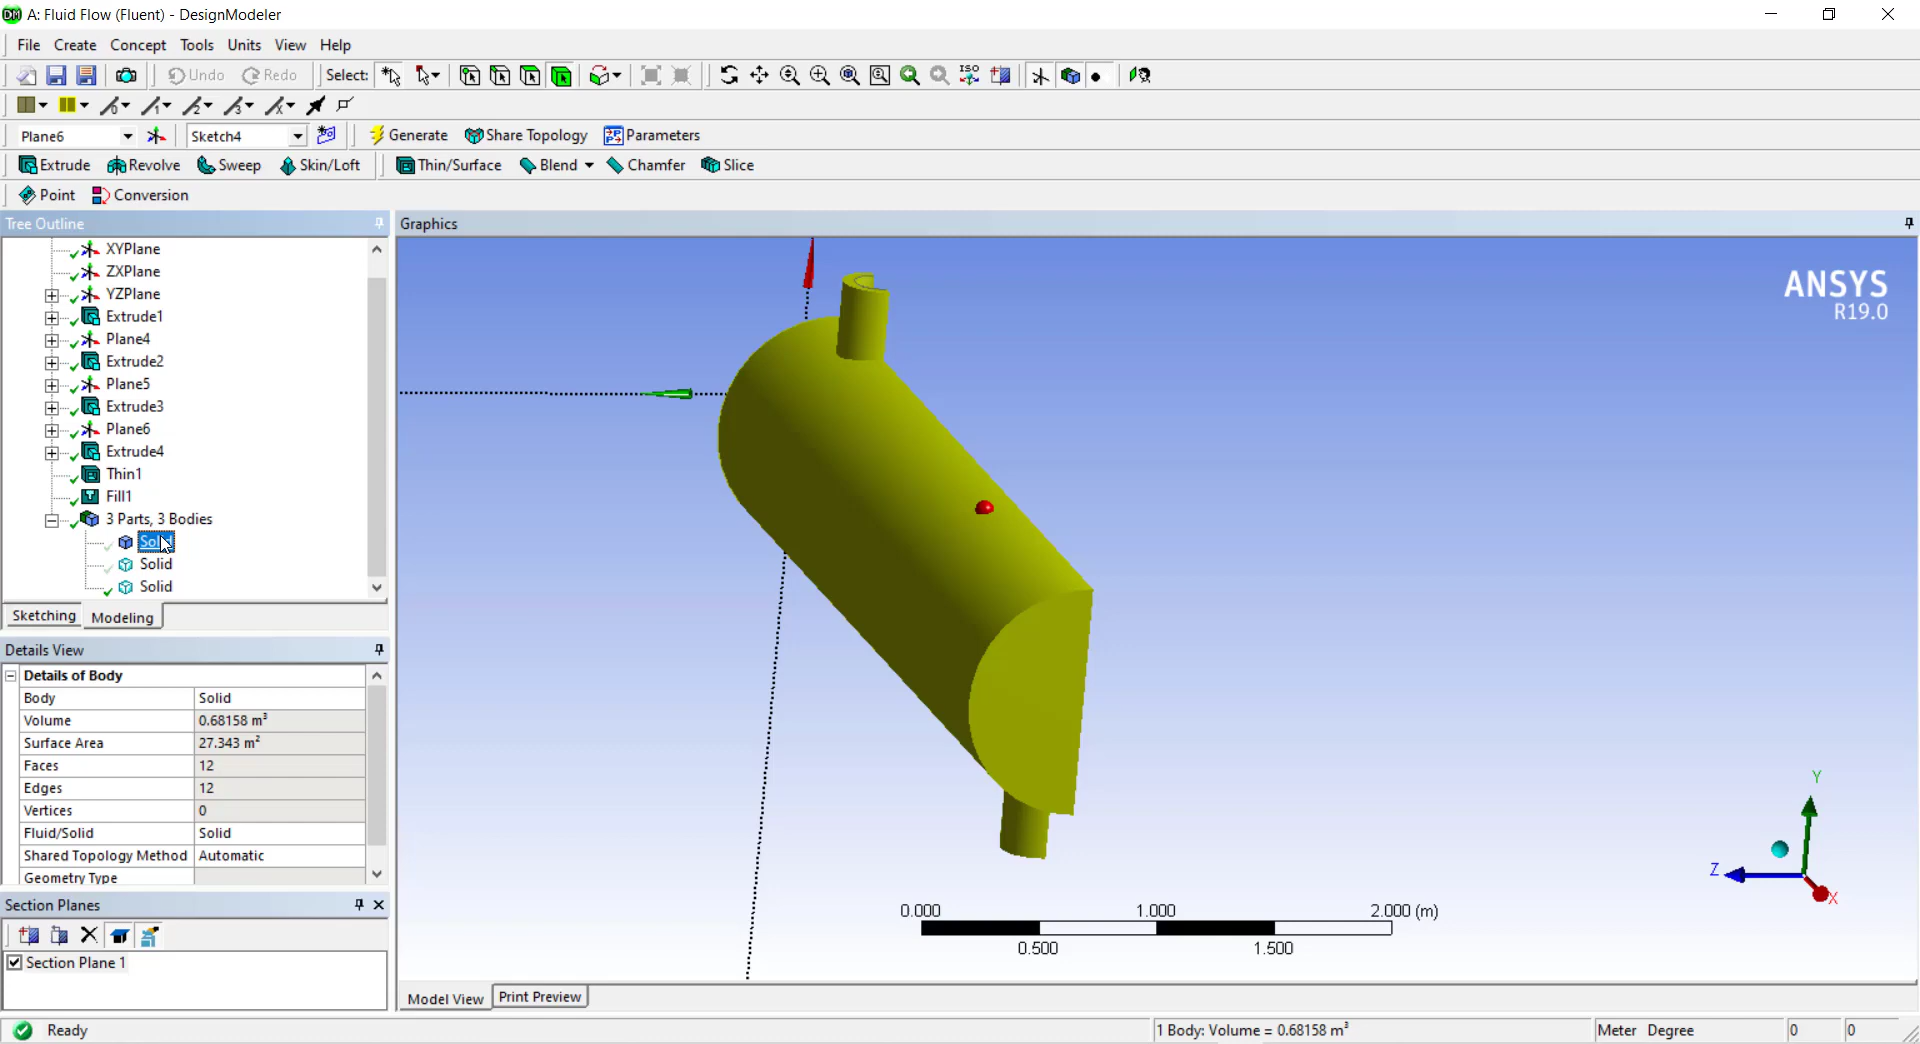 A: Fluid Flow (Fluent) - DesignModeler
File Create Concept Tools Units View Help
Undo Redo Select: ISO
Plane6 Sketch4 Generate Share Topology Parameters
Extrude Revolve Sweep Skin/Loft Thin/Surface Blend Chamfer Slice
Point Conversion
Tree Outline
XYPlane
ZXPlane
YZPlane
Extrude1
Plane4
Extrude2
Plane5
Extrude3
Plane6
Extrude4
Thin1
Fill1
3 Parts, 3 Bodies
Solid
Solid
Solid
Sketching Modeling
Details View
Details of Body
Body Solid
Volume 0.68158 m³
Surface Area 27.343 m²
Faces 12
Edges 12
Vertices 0
Fluid/Solid Solid
Shared Topology Method Automatic
Geometry Type
Section Planes
Section Plane 1
Graphics
ANSYS
R19.0
Y
Z
X
0.000 1.000 2.000 (m)
0.500 1.500
Model View Print Preview
Ready 1 Body: Volume = 0.68158 m³ Meter Degree 0 0